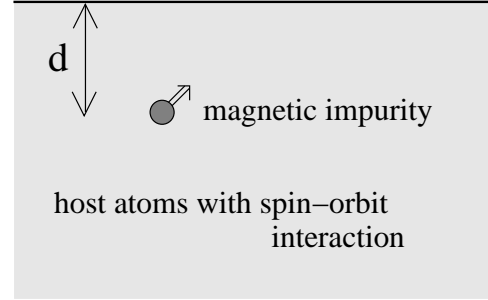 d
magnetic impurity
host atoms with spin−orbit
interaction